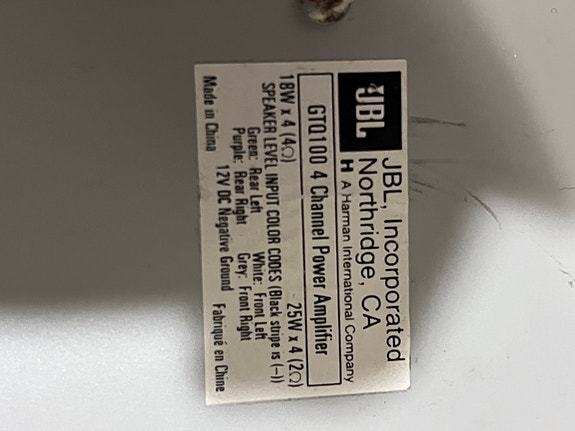 JBL
JBL, Incorporated
Northridge, CA
H A Harman International Company
GTQ100 4 Channel Power Amplifier
18W x 4 (4Ω) 25W x 4 (2Ω)
SPEAKER LEVEL INPUT COLOR CODES (Black stripe is (−))
Green: Rear Left White: Front Left
Purple: Rear Right Grey: Front Right
12V DC Negative Ground
Made in China Fabriqué en Chine